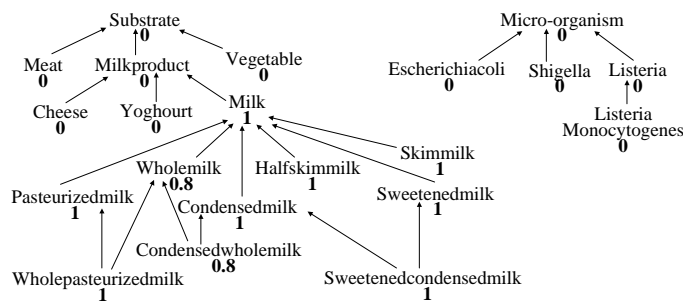 Substrate
0
Micro-organism
0
Meat
0
Milkproduct
0
Vegetable
0
Escherichiacoli
0
Shigella
0
Listeria
0
Cheese
0
Yoghourt
0
Milk
1
Listeria
Monocytogenes
0
Pasteurizedmilk
1
Wholemilk
0.8
Halfskimmilk
1
Skimmilk
1
Condensedmilk
1
Sweetenedmilk
1
Condensedwholemilk
0.8
Wholepasteurizedmilk
1
Sweetenedcondensedmilk
1